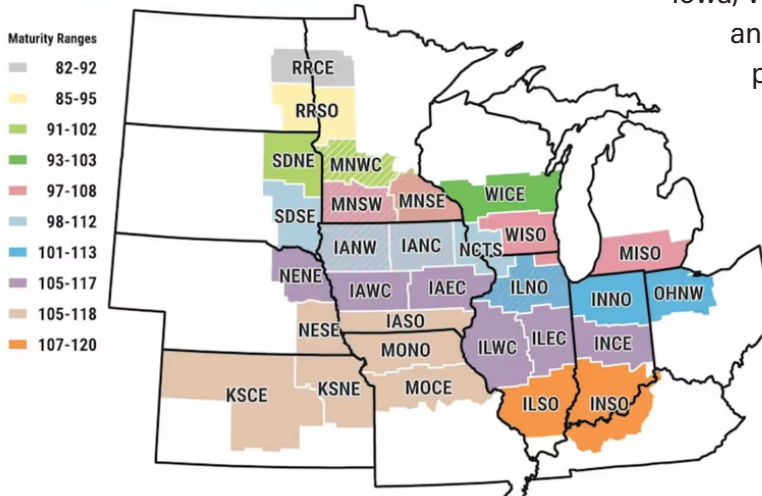 Iowa,
an
p
Maturity Ranges
82-92
85-95
91-102
93-103
97-108
98-112
101-113
105-117
105-118
107-120
RRCE
RRSO
SDNE
MNWC
WICE
MNSW
MNSE
SDSE
WISO
IANW
IANC
NCTS
MISO
NENE
IAWC
IAEC
ILNO
INNO
OHNW
NESE
IASO
MONO
ILWC
ILEC
INCE
KSCE
KSNE
MOCE
ILSO
INSO